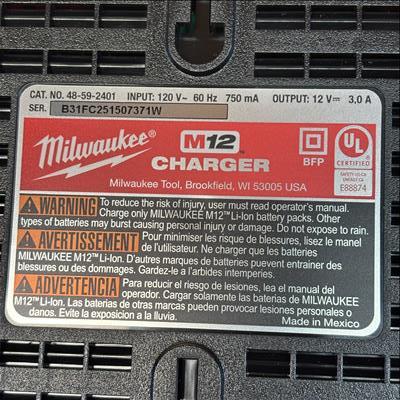 CAT. NO. 48-59-2401 INPUT: 120 V~ 60 Hz 750 mA OUTPUT: 12 V⎓ 3,0 A
SER. B31FC251507371W
Milwaukee®
M12™
CHARGER
BFP
UL
CERTIFIED
SAFETY US-CA
E88874
Milwaukee Tool, Brookfield, WI 53005 USA
WARNING To reduce the risk of injury, user must read operator's manual.
Charge only MILWAUKEE M12™ Li-Ion battery packs. Other
types of batteries may burst causing personal injury or damage. Do not expose to rain.
AVERTISSEMENT Pour minimiser les risque de blessures, lisez le manel
de l'utilisateur. Ne charger que les batteries
MILWAUKEE M12™ Li-Ion. D'autres marques de batteries peuvent entrainer des
blessures ou des dommages. Gardez-le a l'arbides intemperies.
ADVERTENCIA Para reducir el riesgo de lesiones, lea el manual del
operador. Cargar solamente las batterias de MILWAUKEE
M12™ Li-Ion. Las baterias de otras marcas pueden provocar lesiones personales o
danos. Evite la exposicion a la Iluvia.
Made in Mexico